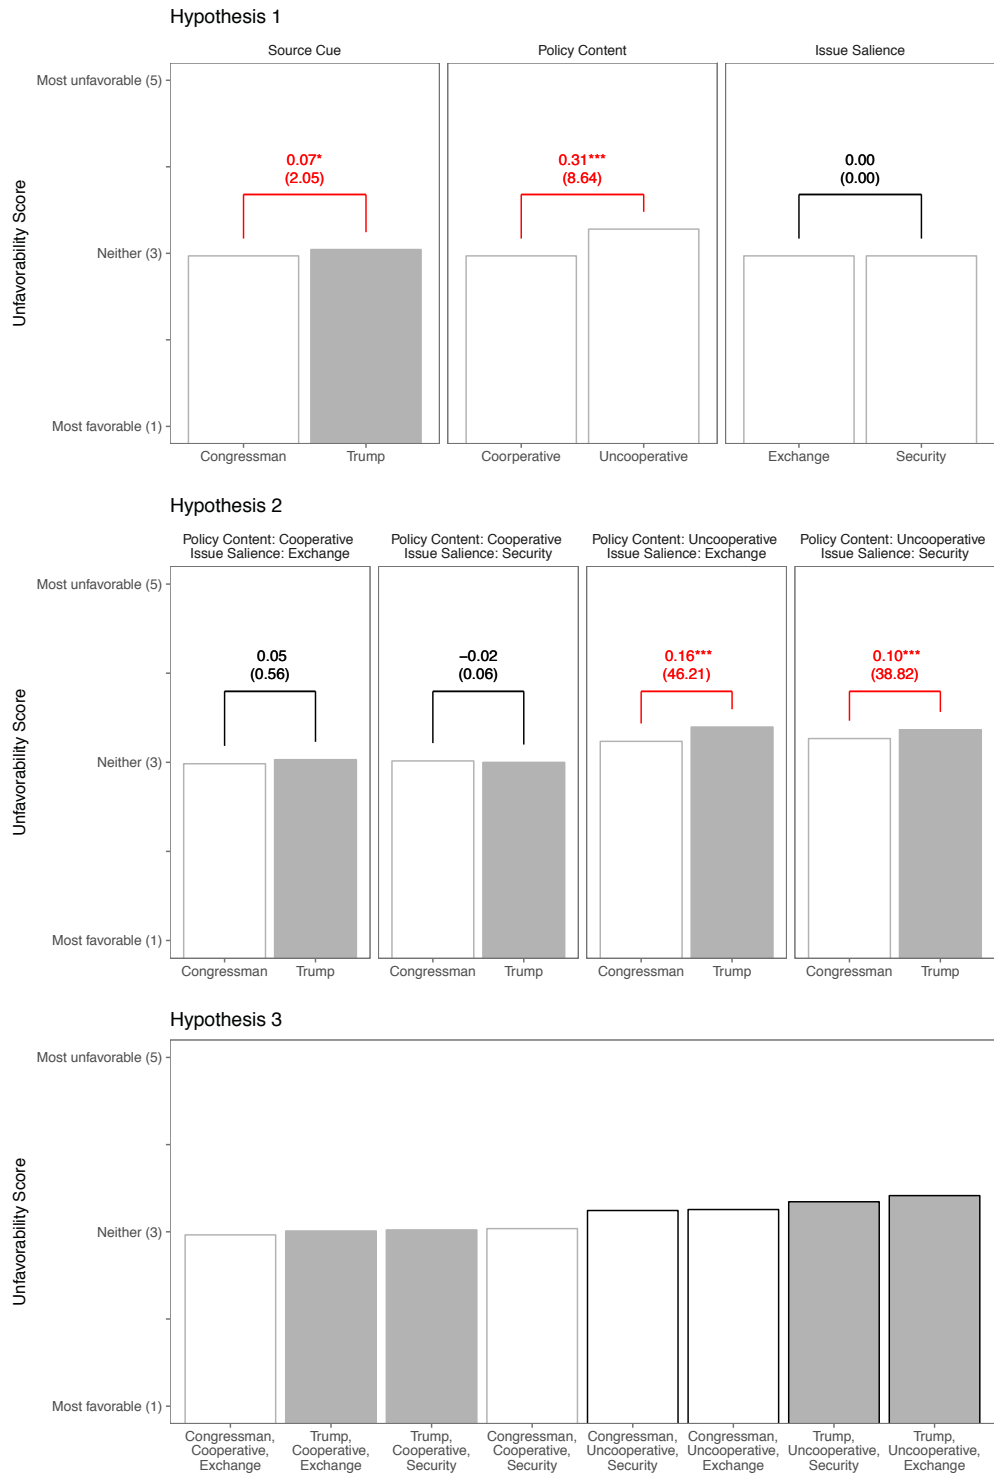 Hypothesis 1
Source Cue
Policy Content
Issue Salience
Unfavorability Score
Most unfavorable (5)
Neither (3)
Most favorable (1)
0.07*
(2.05)
0.31***
(8.64)
0.00
(0.00)
Congressman
Trump
Coorperative
Uncooperative
Exchange
Security
Hypothesis 2
Policy Content: Cooperative
Issue Salience: Exchange
Policy Content: Cooperative
Issue Salience: Security
Policy Content: Uncooperative
Issue Salience: Exchange
Policy Content: Uncooperative
Issue Salience: Security
Unfavorability Score
Most unfavorable (5)
Neither (3)
Most favorable (1)
0.05
(0.56)
−0.02
(0.06)
0.16***
(46.21)
0.10***
(38.82)
Congressman
Trump
Congressman
Trump
Congressman
Trump
Congressman
Trump
Hypothesis 3
Unfavorability Score
Most unfavorable (5)
Neither (3)
Most favorable (1)
Congressman,
Cooperative,
Exchange
Trump,
Cooperative,
Exchange
Trump,
Cooperative,
Security
Congressman,
Cooperative,
Security
Congressman,
Uncooperative,
Security
Congressman,
Uncooperative,
Exchange
Trump,
Uncooperative,
Security
Trump,
Uncooperative,
Exchange